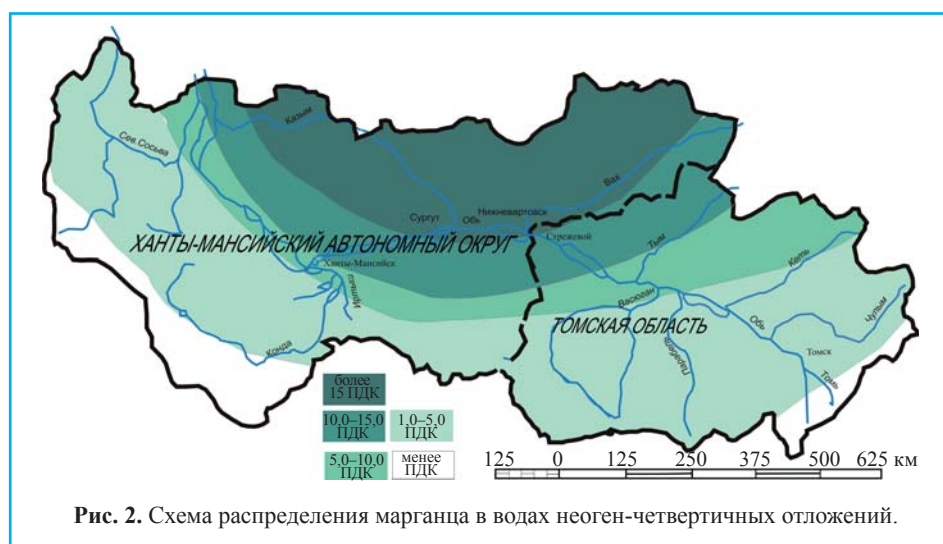 Казым
Сев.Сосьва
Вах
Сургут
Обь
Нижневартовск
Стрежевой
ХАНТЫ-МАНСИЙСКИЙ АВТОНОМНЫЙ ОКРУГ
Тым
Ханты-Мансийск
Кеть
Иртыш
Васюган
Обь
Чулым
ТОМСКАЯ ОБЛАСТЬ
Конда
Парабель
Томск
Томь
более
15 ПДК
10,0–15,0
ПДК
1,0–5,0
ПДК
5,0–10,0
ПДК
менее
ПДК
125 0 125 250 375 500 625 км
Рис. 2. Схема распределения марганца в водах неоген-четвертичных отложений.